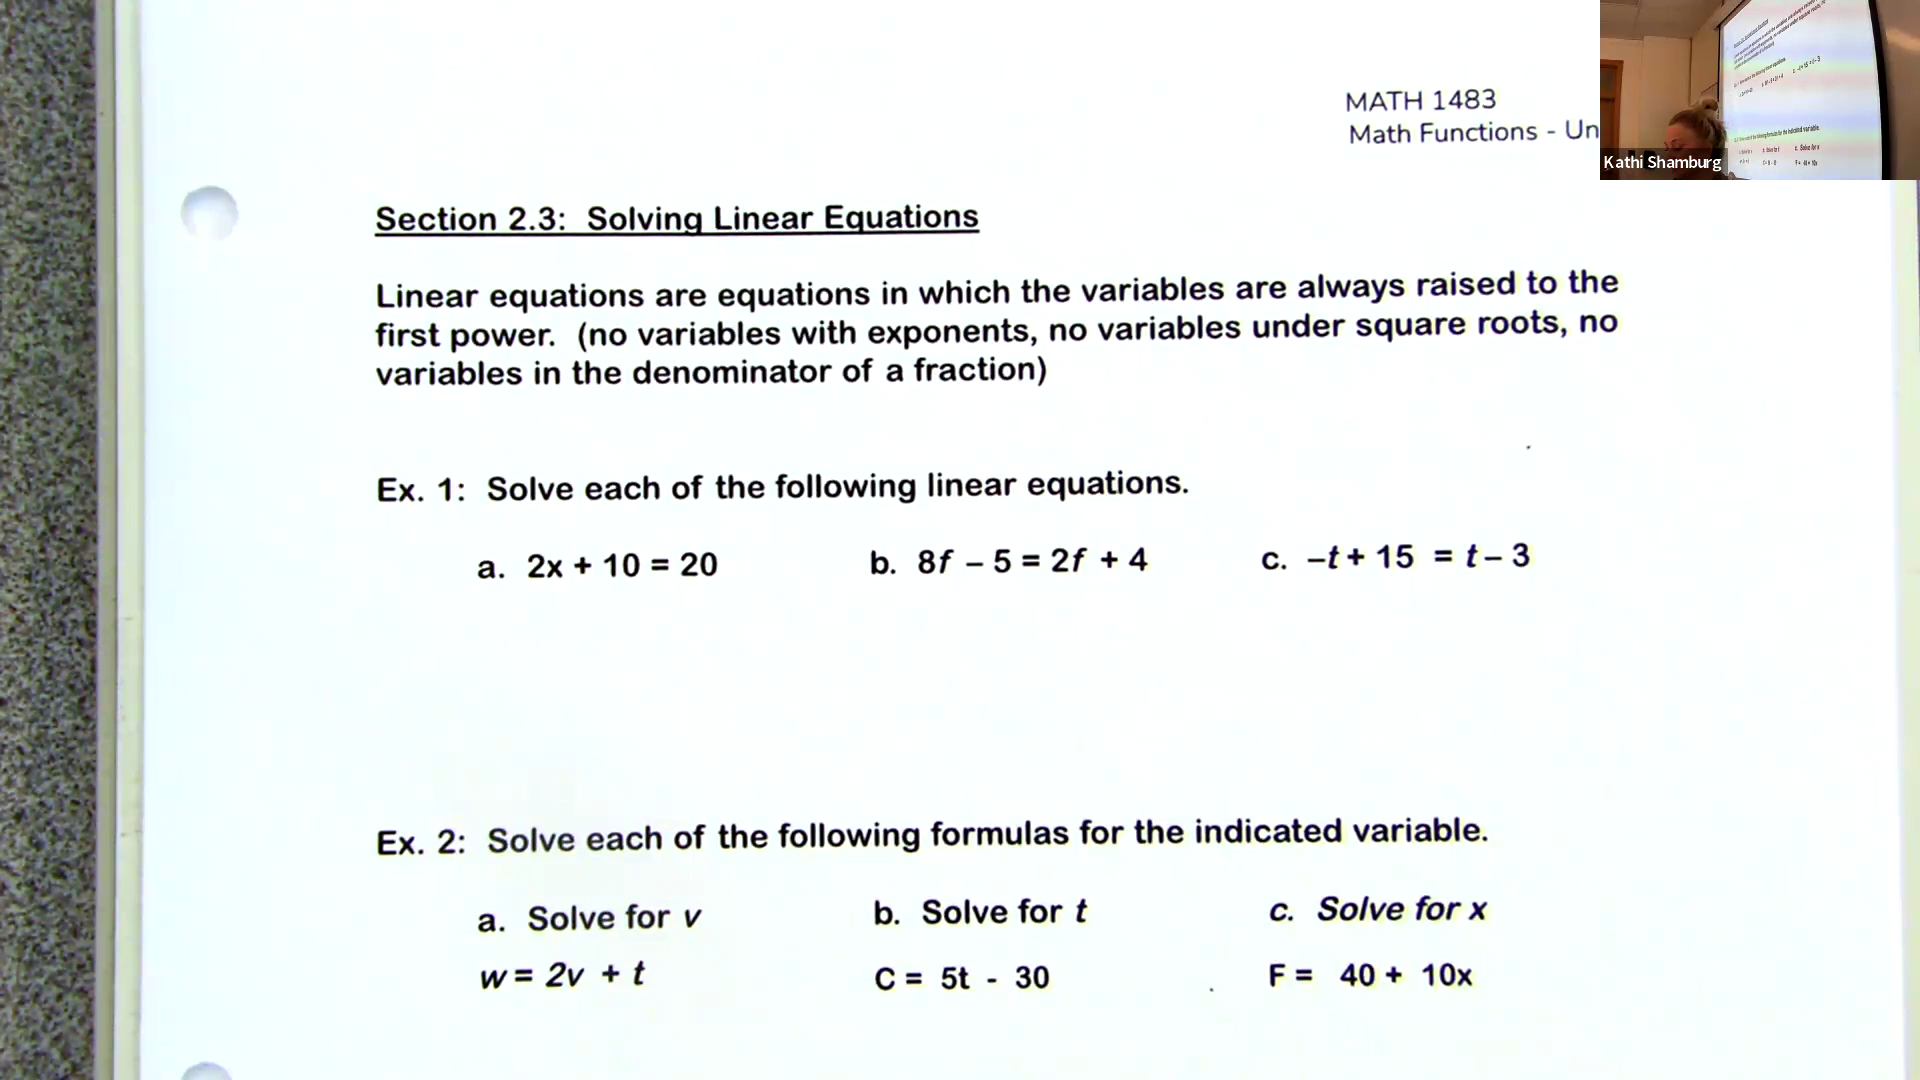 MATH 1483
Math Functions - Un
Kathi Shamburg
Section 2.3: Solving Linear Equations
Linear equations are equations in which the variables are always raised to the
first power. (no variables with exponents, no variables under square roots, no
variables in the denominator of a fraction)
Ex. 1: Solve each of the following linear equations.
a. 2x + 10 = 20 b. 8f – 5 = 2f + 4 c. –t + 15 = t – 3
Ex. 2: Solve each of the following formulas for the indicated variable.
a. Solve for v b. Solve for t c. Solve for x
w = 2v + t C = 5t - 30 F = 40 + 10x